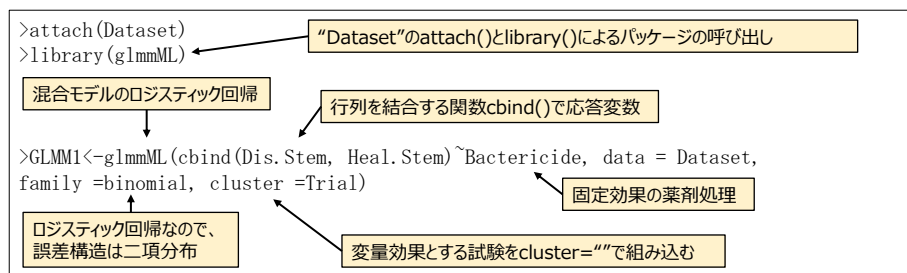 >attach(Dataset)
>library(glmmML)
“Dataset”のattach()とlibrary()によるパッケージの呼び出し
混合モデルのロジスティック回帰
行列を結合する関数cbind()で応答変数
>GLMM1<-glmmML(cbind(Dis.Stem, Heal.Stem)~Bactericide, data = Dataset,
family =binomial, cluster =Trial)
固定効果の薬剤処理
ロジスティック回帰なので、
誤差構造は二項分布
変量効果とする試験をcluster=“”で組み込む